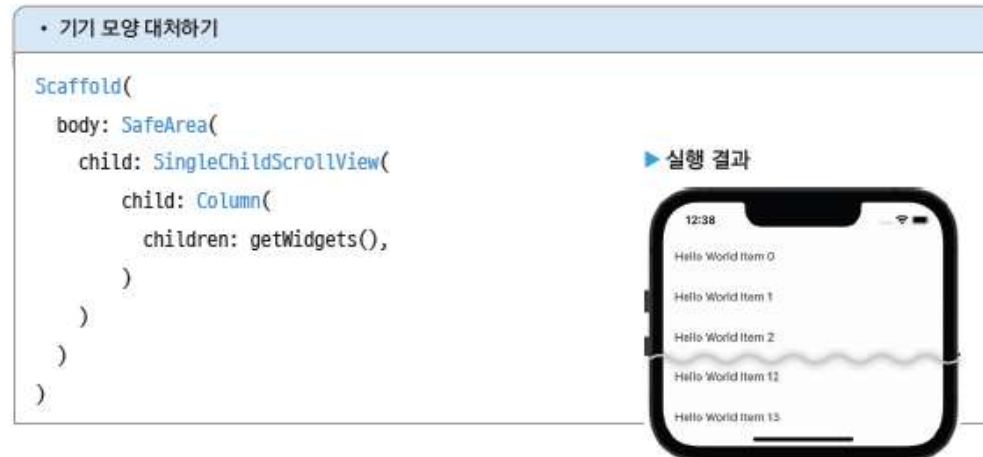 • 기기 모양 대처하기
Scaffold(
body: SafeArea(
child: SingleChildScrollView(
child: Column(
children: getWidgets(),
)
)
)
)
▶ 실행 결과
12:38
Hello World Item 0
Hello World Item 1
Hello World Item 2
Hello World Item 12
Hello World Item 13